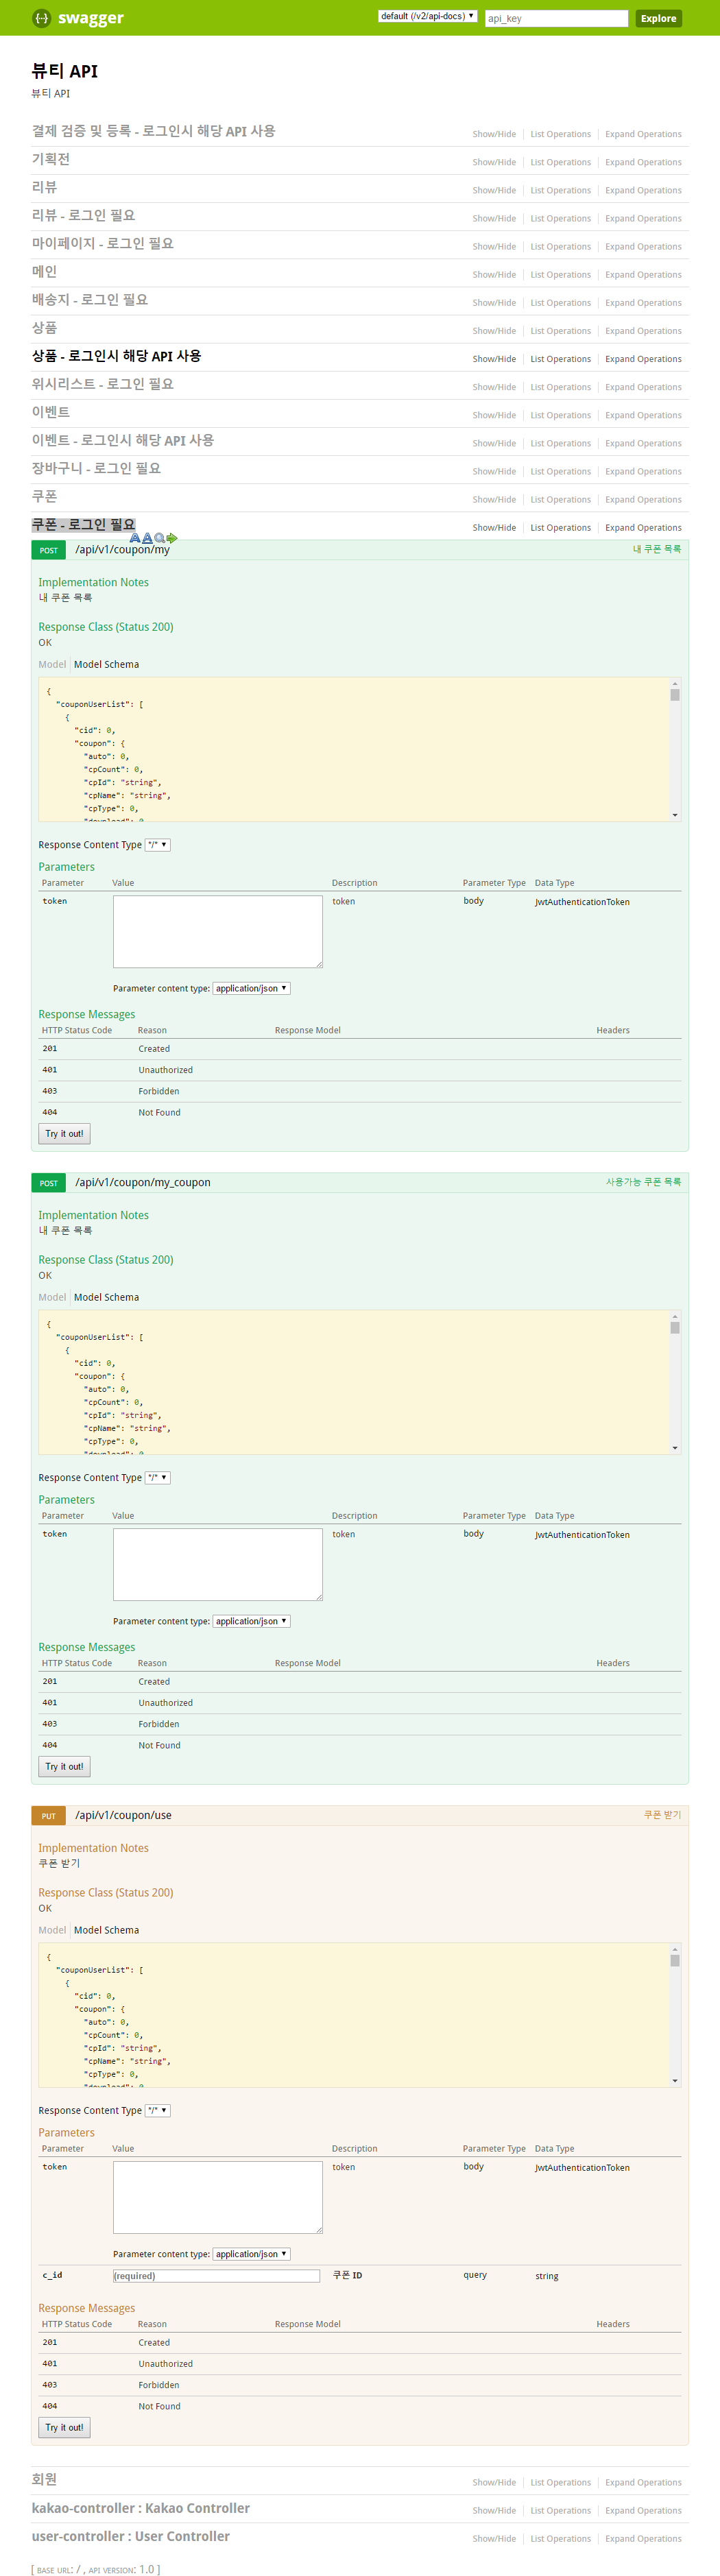 swagger default (/v2/api-docs) api_key Explore
뷰티 API
뷰티 API
결제 검증 및 등록 - 로그인시 해당 API 사용 Show/Hide List Operations Expand Operations
기획전 Show/Hide List Operations Expand Operations
리뷰 Show/Hide List Operations Expand Operations
리뷰 - 로그인 필요 Show/Hide List Operations Expand Operations
마이페이지 - 로그인 필요 Show/Hide List Operations Expand Operations
메인 Show/Hide List Operations Expand Operations
배송지 - 로그인 필요 Show/Hide List Operations Expand Operations
상품 Show/Hide List Operations Expand Operations
상품 - 로그인시 해당 API 사용 Show/Hide List Operations Expand Operations
위시리스트 - 로그인 필요 Show/Hide List Operations Expand Operations
이벤트 Show/Hide List Operations Expand Operations
이벤트 - 로그인시 해당 API 사용 Show/Hide List Operations Expand Operations
장바구니 - 로그인 필요 Show/Hide List Operations Expand Operations
쿠폰 Show/Hide List Operations Expand Operations
쿠폰 - 로그인 필요 Show/Hide List Operations Expand Operations
POST /api/v1/coupon/my 내 쿠폰 목록
Implementation Notes
내 쿠폰 목록
Response Class (Status 200)
OK
Model Model Schema
{
"couponUserList": [
{
"cid": 0,
"coupon": {
"auto": 0,
"cpCount": 0,
"cpId": "string",
"cpName": "string",
"cpType": 0,
"download": 0
Response Content Type */*
Parameters
Parameter Value Description Parameter Type Data Type
token token body JwtAuthenticationToken
Parameter content type: application/json
Response Messages
HTTP Status Code Reason Response Model Headers
201 Created
401 Unauthorized
403 Forbidden
404 Not Found
Try it out!
POST /api/v1/coupon/my_coupon 사용가능 쿠폰 목록
Implementation Notes
내 쿠폰 목록
Response Class (Status 200)
OK
Model Model Schema
{
"couponUserList": [
{
"cid": 0,
"coupon": {
"auto": 0,
"cpCount": 0,
"cpId": "string",
"cpName": "string",
"cpType": 0,
"download": 0
Response Content Type */*
Parameters
Parameter Value Description Parameter Type Data Type
token token body JwtAuthenticationToken
Parameter content type: application/json
Response Messages
HTTP Status Code Reason Response Model Headers
201 Created
401 Unauthorized
403 Forbidden
404 Not Found
Try it out!
PUT /api/v1/coupon/use 쿠폰 받기
Implementation Notes
쿠폰 받기
Response Class (Status 200)
OK
Model Model Schema
{
"couponUserList": [
{
"cid": 0,
"coupon": {
"auto": 0,
"cpCount": 0,
"cpId": "string",
"cpName": "string",
"cpType": 0,
"download": 0
Response Content Type */*
Parameters
Parameter Value Description Parameter Type Data Type
token token body JwtAuthenticationToken
Parameter content type: application/json
c_id (required) 쿠폰 ID query string
Response Messages
HTTP Status Code Reason Response Model Headers
201 Created
401 Unauthorized
403 Forbidden
404 Not Found
Try it out!
회원 Show/Hide List Operations Expand Operations
kakao-controller : Kakao Controller Show/Hide List Operations Expand Operations
user-controller : User Controller Show/Hide List Operations Expand Operations
[ BASE URL: / , API VERSION: 1.0 ]